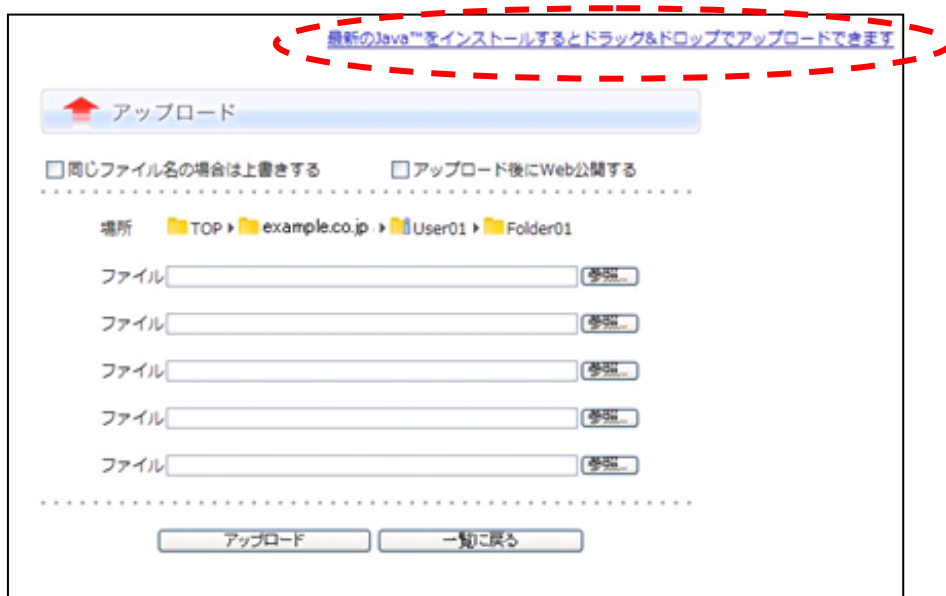 最新のJava™をインストールするとドラッグ&ドロップでアップロードできます
アップロード
同じファイル名の場合は上書きする アップロード後にWeb公開する
場所 TOP example.co.jp User01 Folder01
ファイル 参照...
ファイル 参照...
ファイル 参照...
ファイル 参照...
ファイル 参照...
アップロード 一覧に戻る